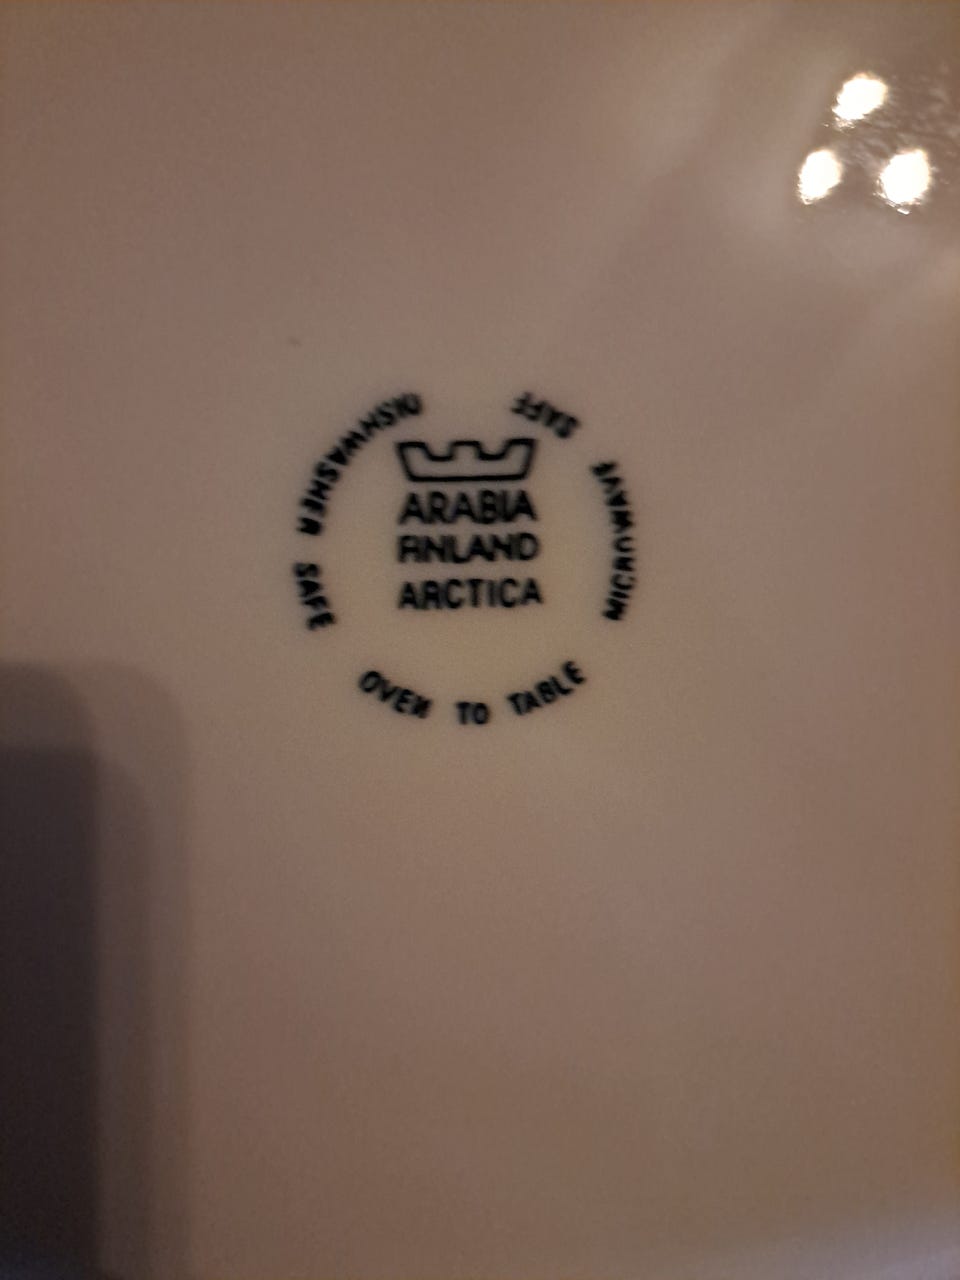 ARABIA
FINLAND
ARCTICA
DISHWASHER SAFE
OVEN TO TABLE
MICROWAVE SAFE